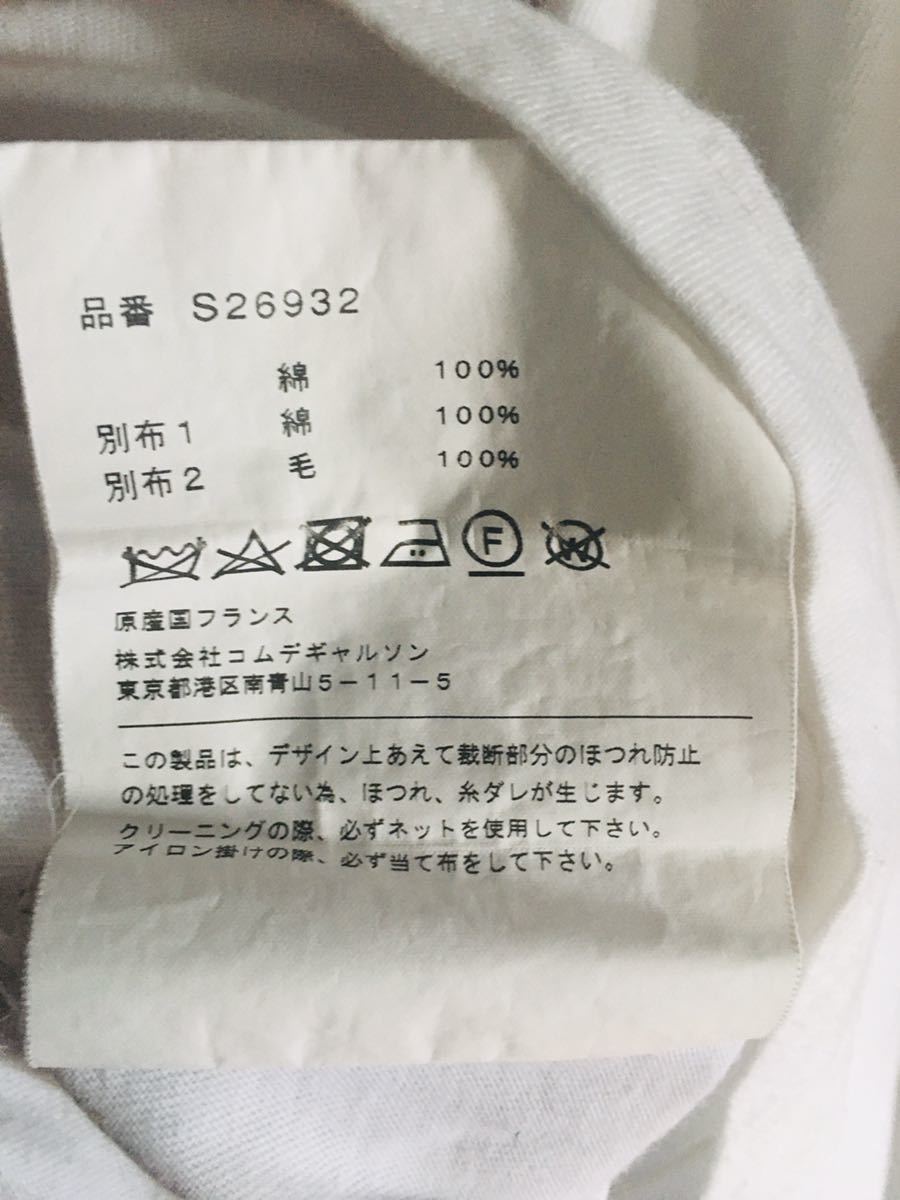 品番 S26932
綿 100%
別布1 綿 100%
別布2 毛 100%
F W
原産国フランス
株式会社コムデギャルソン
東京都港区南青山5-11-5
この製品は、デザイン上あえて裁断部分のほつれ防止
の処理をしてない為、ほつれ、糸ダレが生じます。
クリーニングの際、必ずネットを使用して下さい。
アイロン掛けの際、必ず当て布をして下さい。